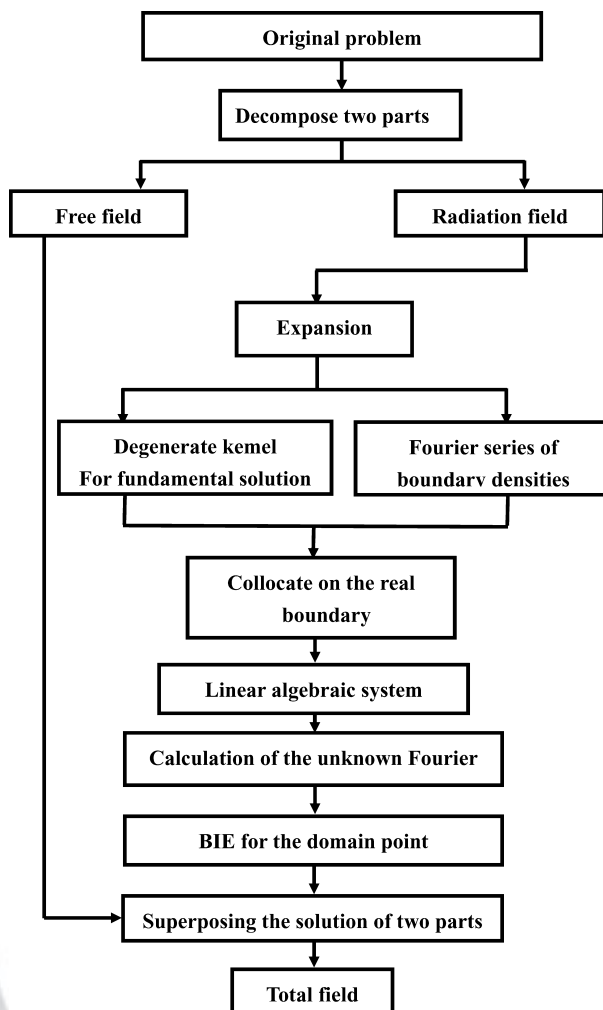 Original problem
Decompose two parts
Free field
Radiation field
Expansion
Degenerate kernel
For fundamental solution
Fourier series of
boundary densities
Collocate on the real
boundary
Linear algebraic system
Calculation of the unknown Fourier
BIE for the domain point
Superposing the solution of two parts
Total field